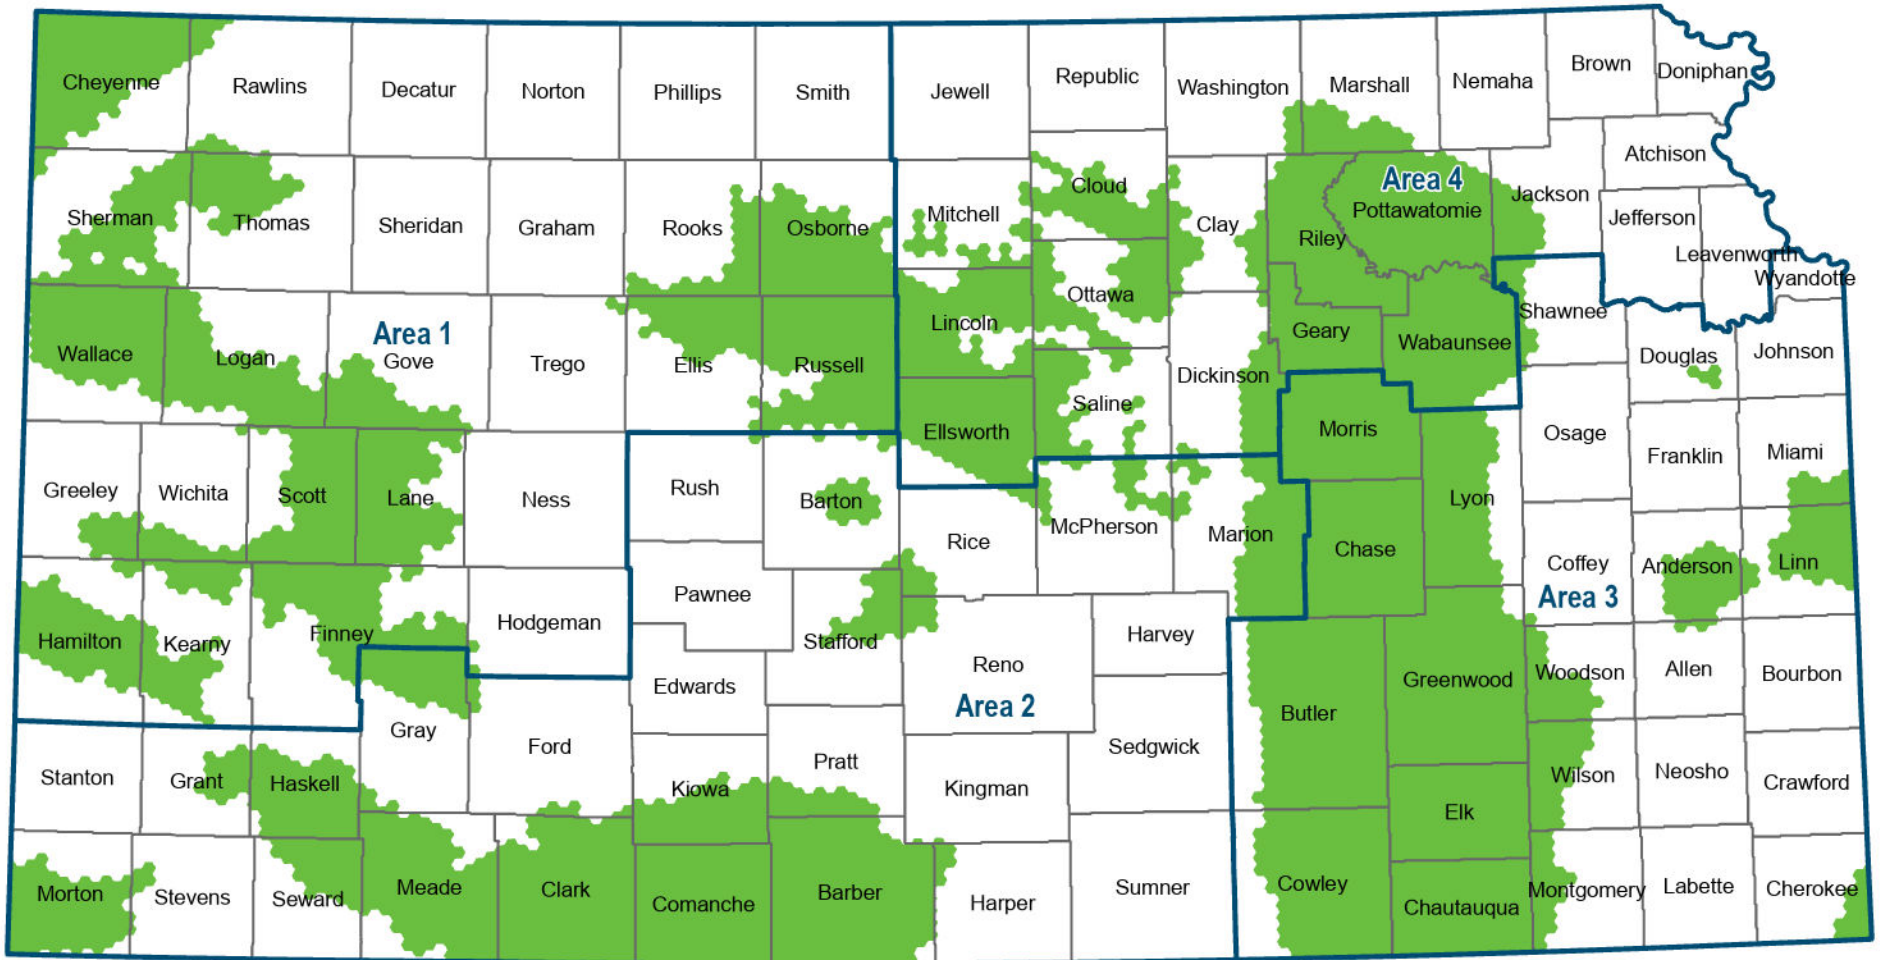 Cheyenne
Rawlins
Decatur
Norton
Phillips
Smith
Jewell
Republic
Washington
Marshall
Nemaha
Brown
Doniphan
Sherman
Thomas
Sheridan
Graham
Rooks
Osborne
Mitchell
Cloud
Clay
Riley
Area 4
Pottawatomie
Jackson
Atchison
Jefferson
Leavenworth
Wyandotte
Wallace
Logan
Area 1
Gove
Trego
Ellis
Russell
Lincoln
Ottawa
Saline
Dickinson
Geary
Wabaunsee
Shawnee
Douglas
Johnson
Greeley
Wichita
Scott
Lane
Ness
Rush
Barton
Ellsworth
Rice
McPherson
Marion
Morris
Chase
Lyon
Osage
Franklin
Miami
Coffey
Area 3
Anderson
Linn
Hamilton
Kearny
Finney
Hodgeman
Pawnee
Stafford
Edwards
Reno
Area 2
Harvey
Sedgwick
Butler
Greenwood
Woodson
Allen
Bourbon
Stanton
Grant
Haskell
Gray
Ford
Kiowa
Pratt
Kingman
Elk
Wilson
Neosho
Crawford
Morton
Stevens
Seward
Meade
Clark
Comanche
Barber
Harper
Sumner
Cowley
Chautauqua
Montgomery
Labette
Cherokee